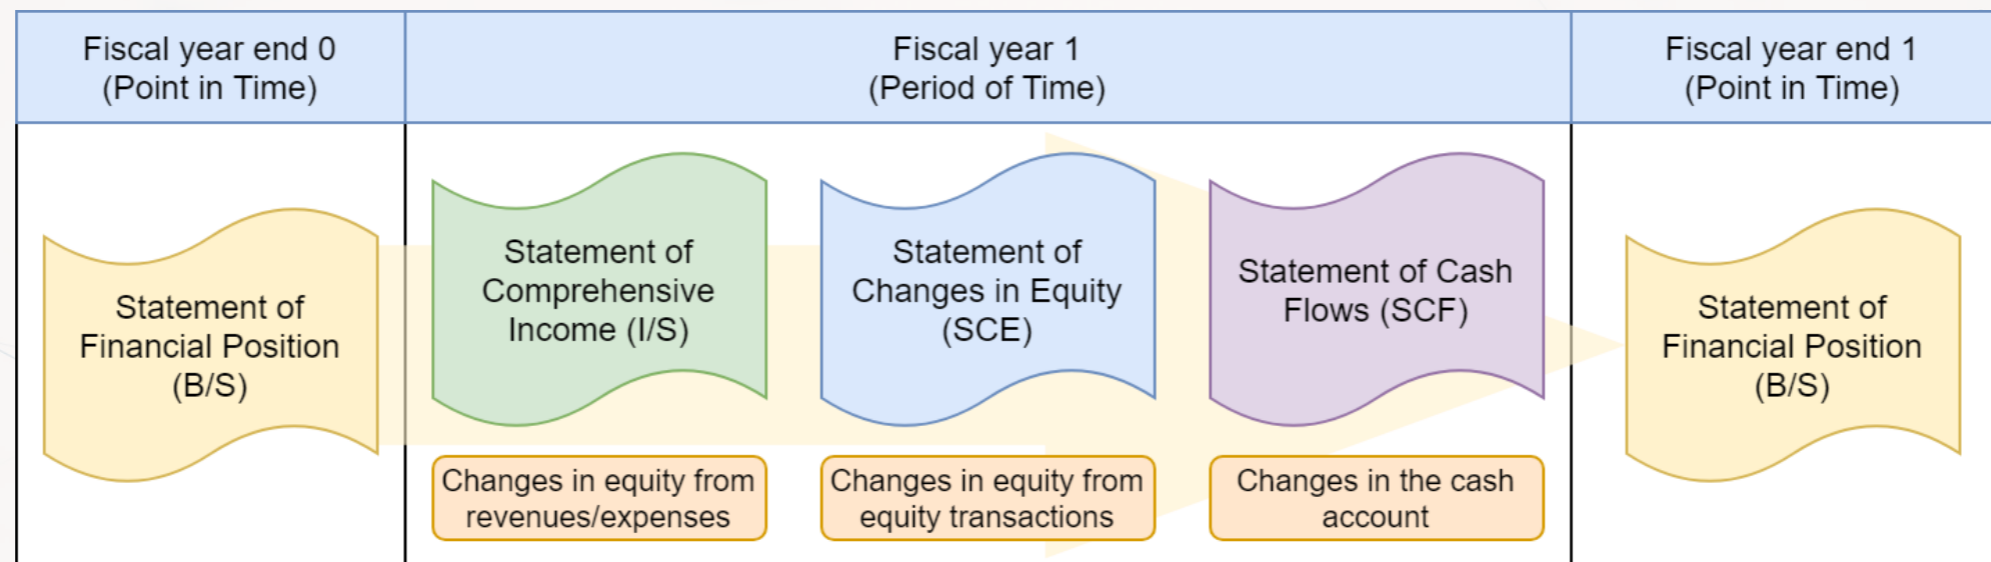 Fiscal year end 0
(Point in Time)
Fiscal year 1
(Period of Time)
Fiscal year end 1
(Point in Time)
Statement of
Financial Position
(B/S)
Statement of
Comprehensive
Income (I/S)
Statement of
Changes in Equity
(SCE)
Statement of Cash
Flows (SCF)
Statement of
Financial Position
(B/S)
Changes in equity from
revenues/expenses
Changes in equity from
equity transactions
Changes in the cash
account